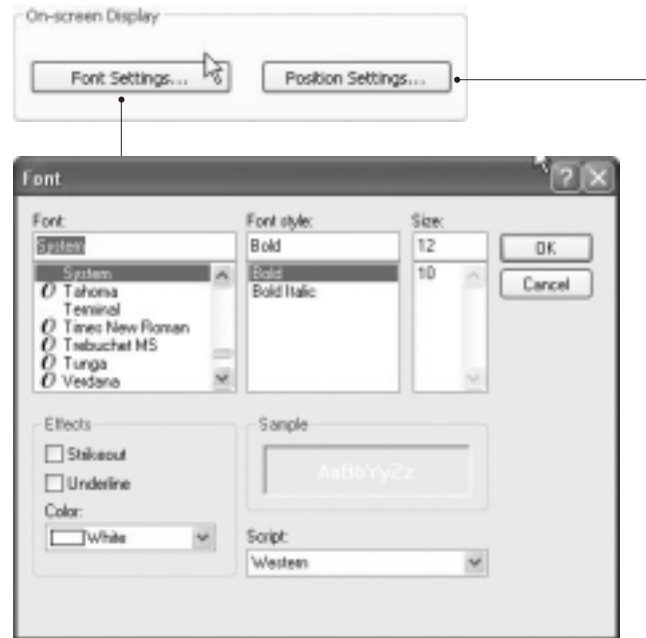 On-screen Display
Font Settings... Position Settings...
Font
Font: Font style: Size:
System Bold 12 OK
System Bold 10 Cancel
Tahoma Bold Italic
Terminal
Times New Roman
Trebuchet MS
Tunga
Verdana
Effects Sample
Strikeout AaBbYyZz
Underline
Color:
White Script:
Western